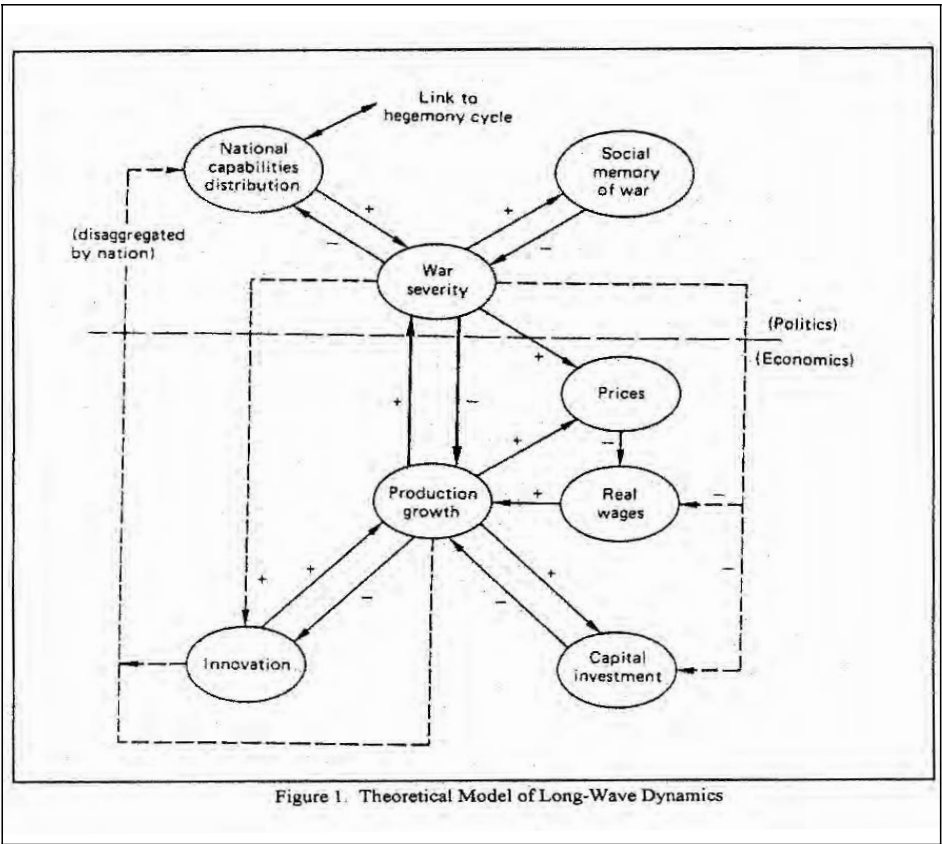 Link to
hegemony cycle
National
capabilities
distribution
Social
memory
of war
+
+
−
−
(disaggregated
by nation)
War
severity
(Politics)
(Economics)
+
Prices
+
−
+
−
Production
growth
+
Real
wages
−
−
+
+
+
−
−
Innovation
Capital
investment
Figure 1. Theoretical Model of Long-Wave Dynamics